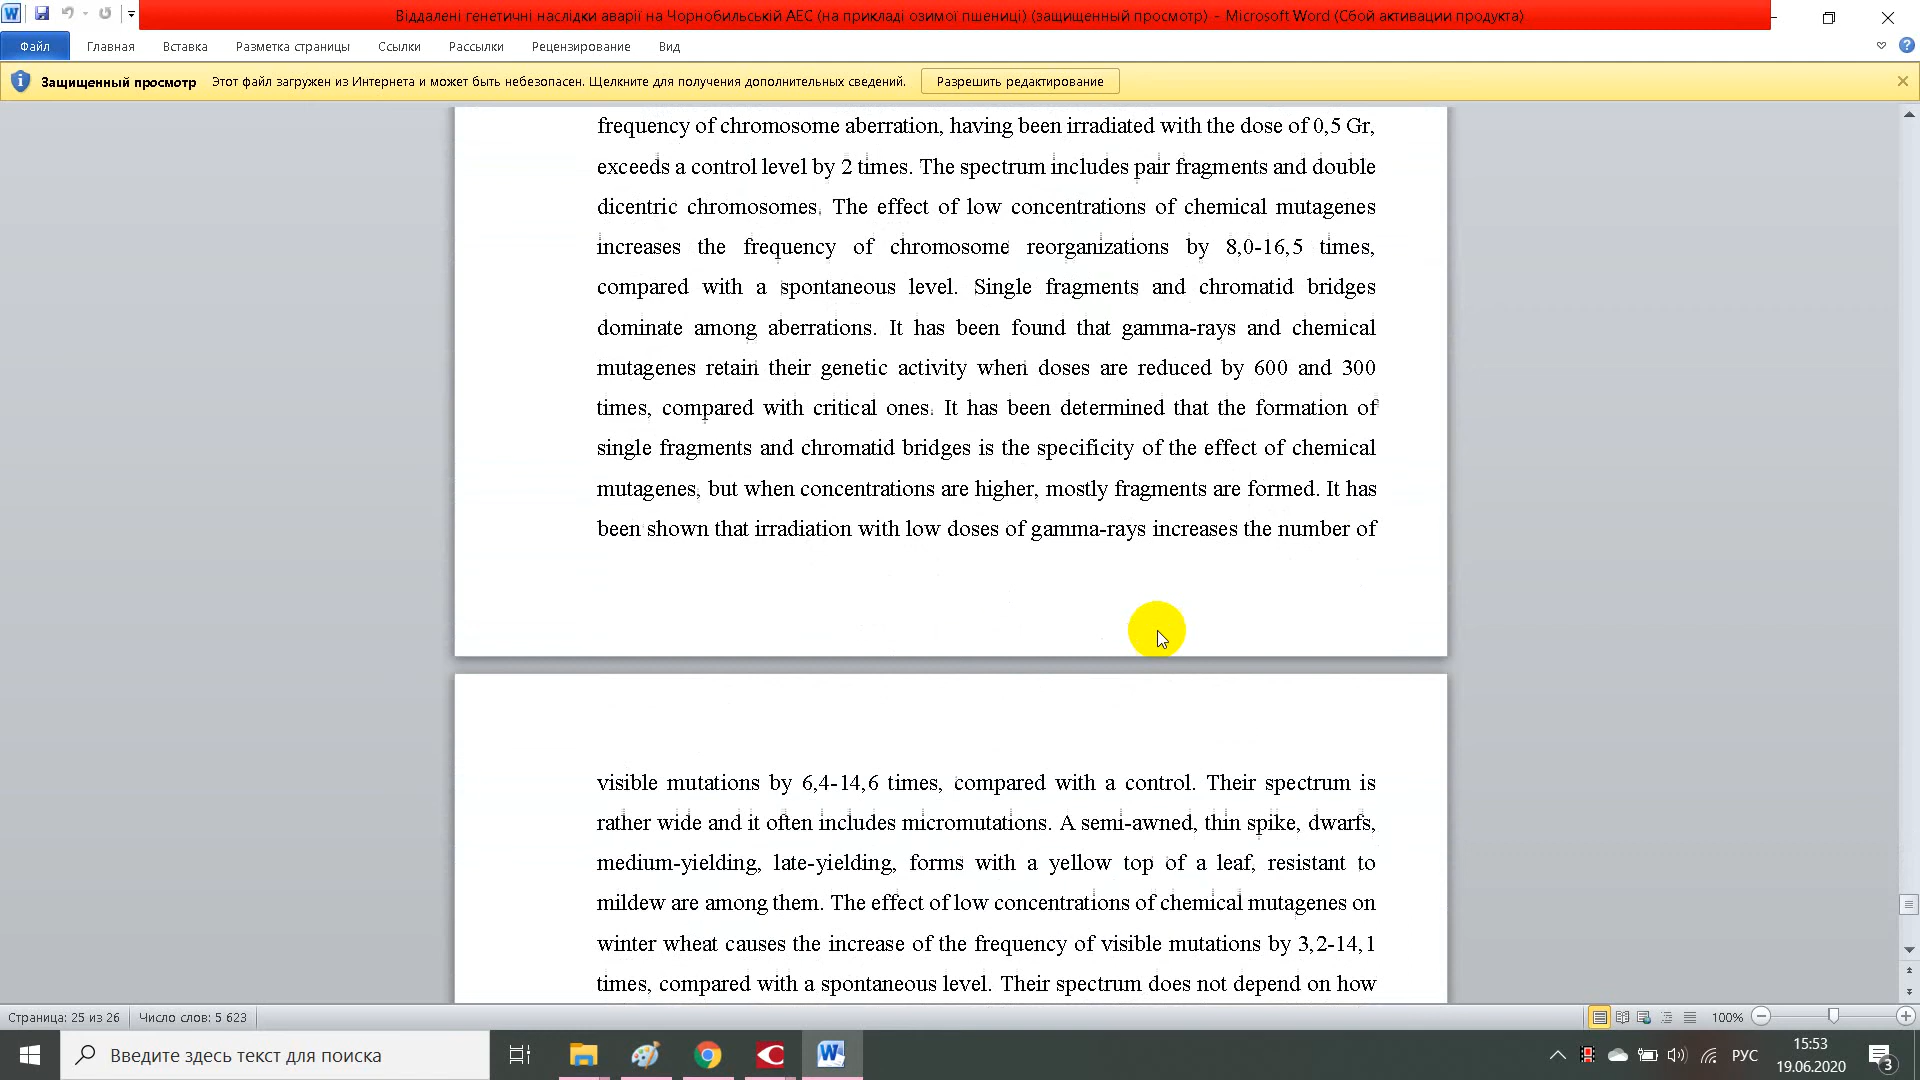 Віддалені генетичні наслідки аварії на Чорнобильській АЕС (на прикладі озимої пшениці) (защищенный просмотр) - Microsoft Word (Сбой активации продукта)
Файл Главная Вставка Разметка страницы Ссылки Рассылки Рецензирование Вид
Защищенный просмотр Этот файл загружен из Интернета и может быть небезопасен. Щелкните для получения дополнительных сведений. Разрешить редактирование
frequency of chromosome aberration, having been irradiated with the dose of 0,5 Gr,
exceeds a control level by 2 times. The spectrum includes pair fragments and double
dicentric chromosomes. The effect of low concentrations of chemical mutagenes
increases the frequency of chromosome reorganizations by 8,0-16,5 times,
compared with a spontaneous level. Single fragments and chromatid bridges
dominate among aberrations. It has been found that gamma-rays and chemical
mutagenes retain their genetic activity when doses are reduced by 600 and 300
times, compared with critical ones. It has been determined that the formation of
single fragments and chromatid bridges is the specificity of the effect of chemical
mutagenes, but when concentrations are higher, mostly fragments are formed. It has
been shown that irradiation with low doses of gamma-rays increases the number of
visible mutations by 6,4-14,6 times, compared with a control. Their spectrum is
rather wide and it often includes micromutations. A semi-awned, thin spike, dwarfs,
medium-yielding, late-yielding, forms with a yellow top of a leaf, resistant to
mildew are among them. The effect of low concentrations of chemical mutagenes on
winter wheat causes the increase of the frequency of visible mutations by 3,2-14,1
times, compared with a spontaneous level. Their spectrum does not depend on how
Страница: 25 из 26 Число слов: 5 623 100%
Введите здесь текст для поиска РУС 15:53
19.06.2020 3